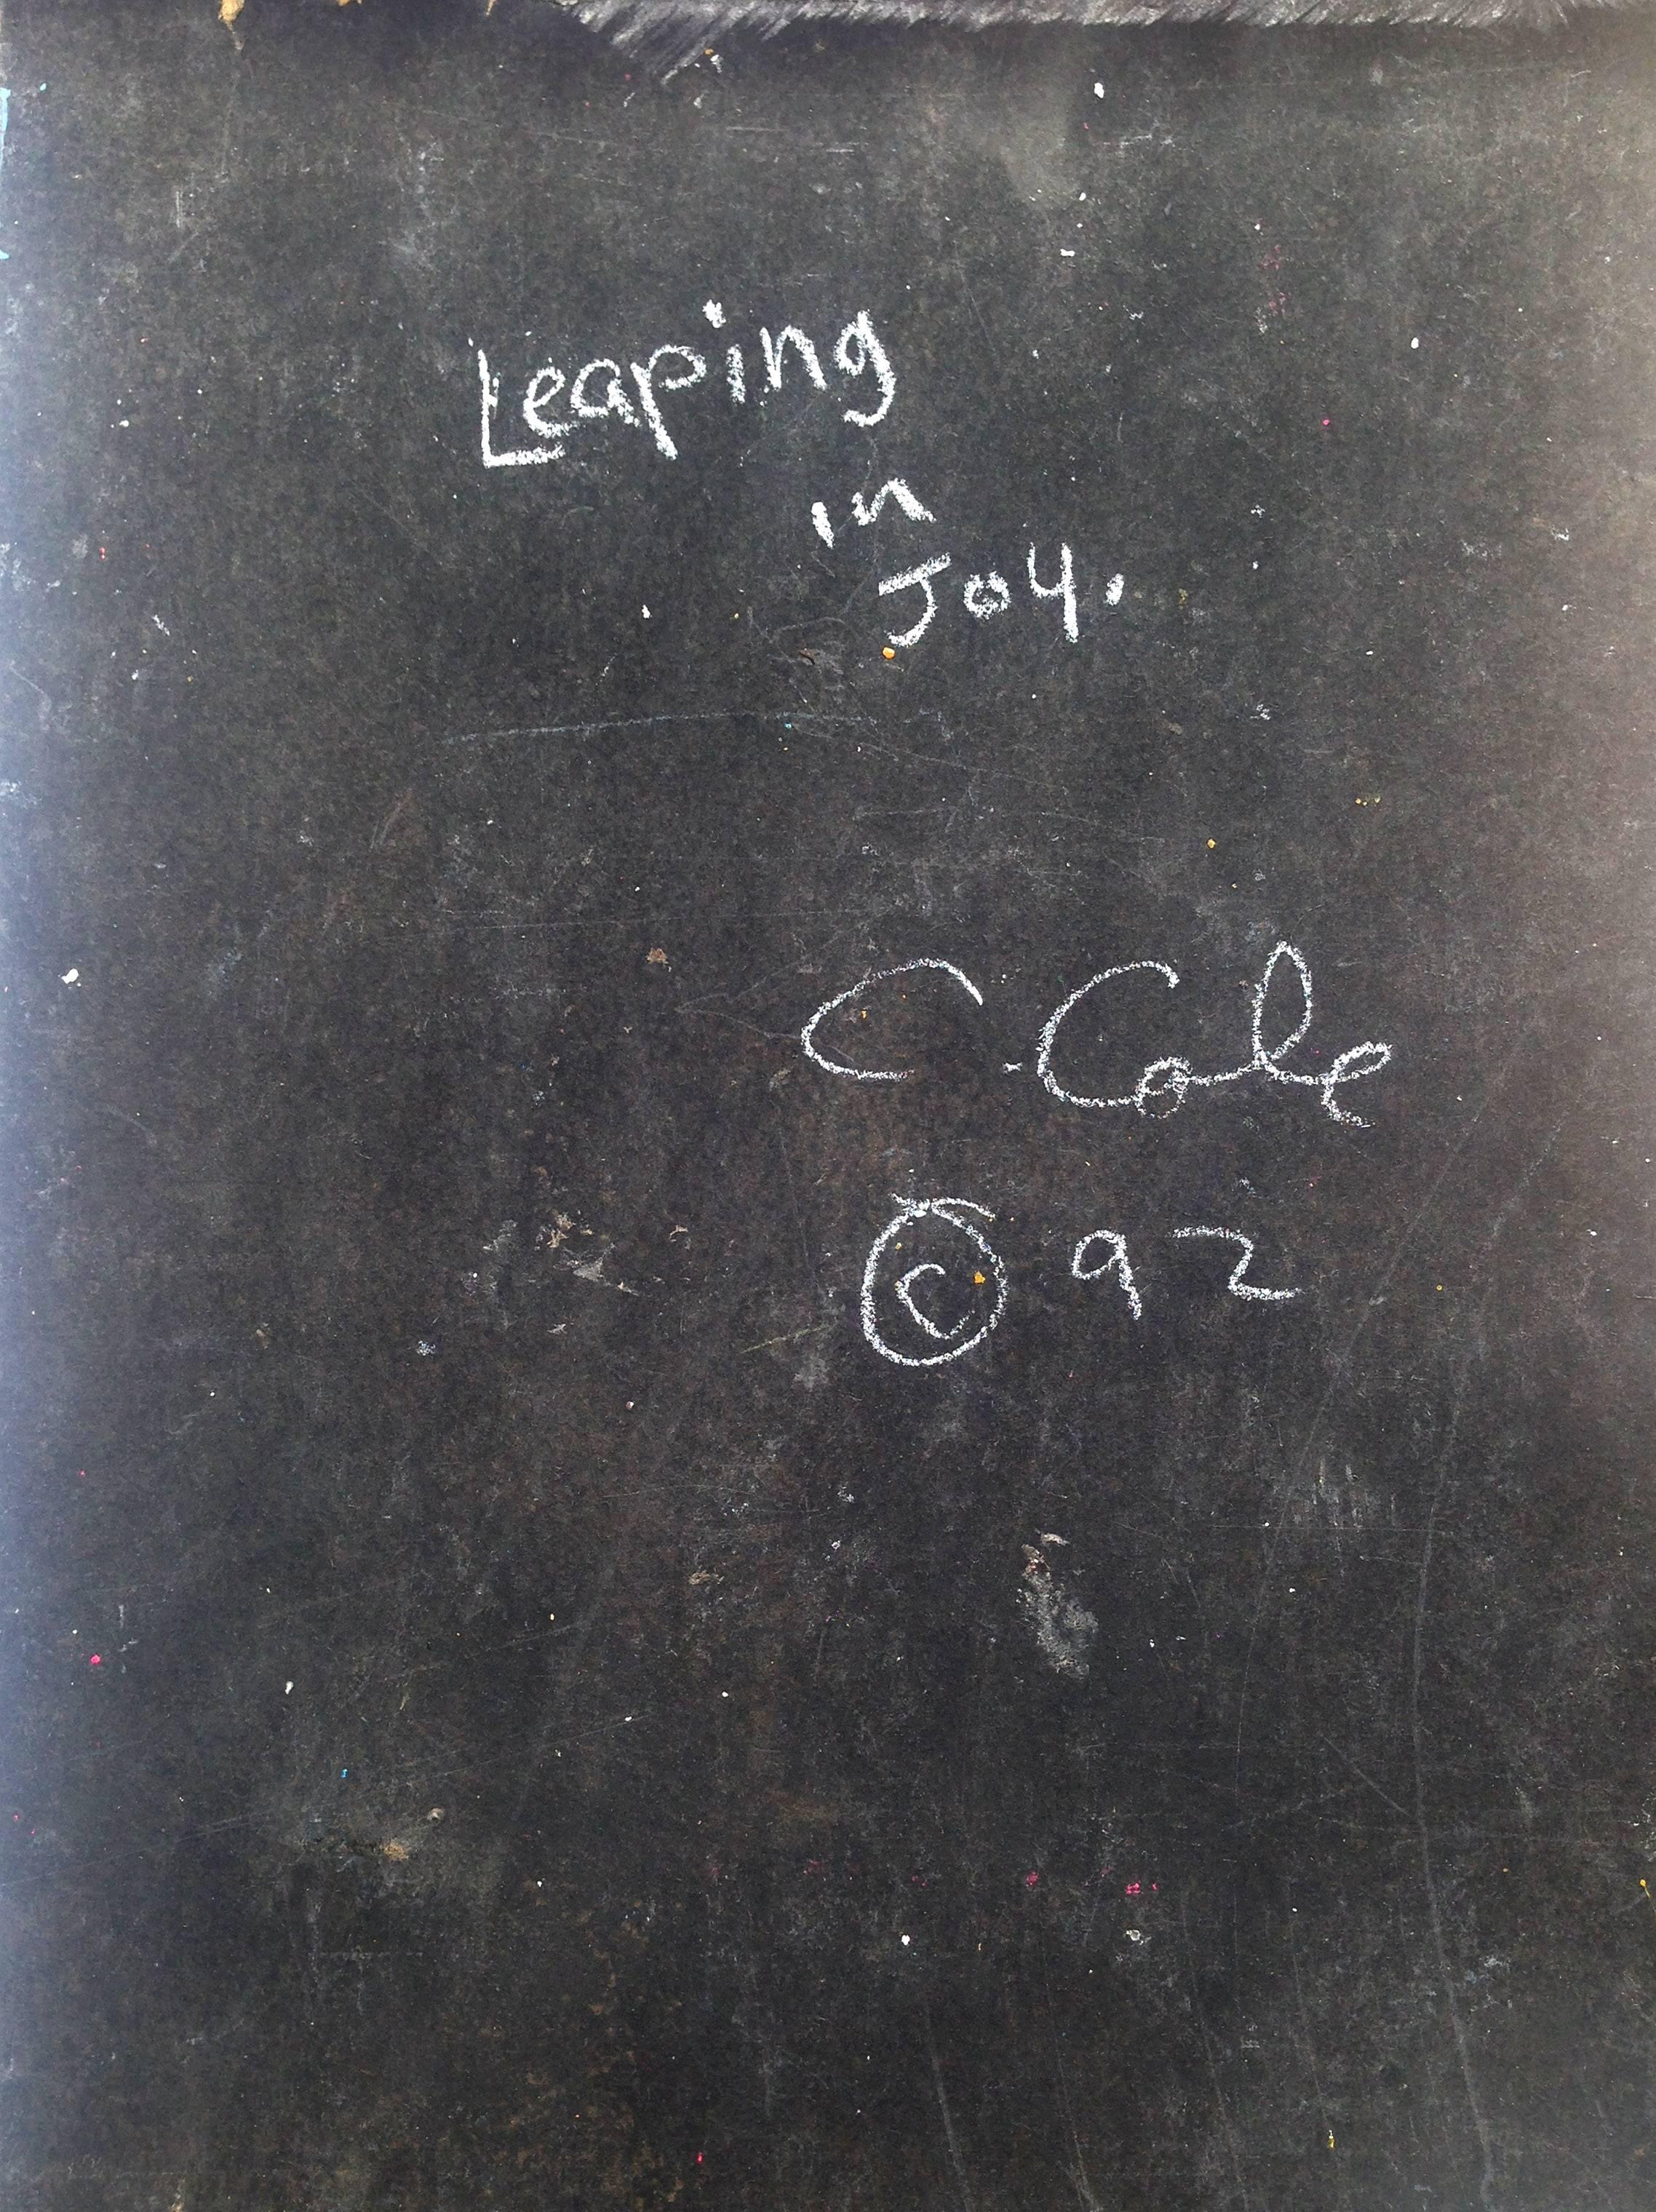 Leaping
in
Joy.
C. Cole
© 92